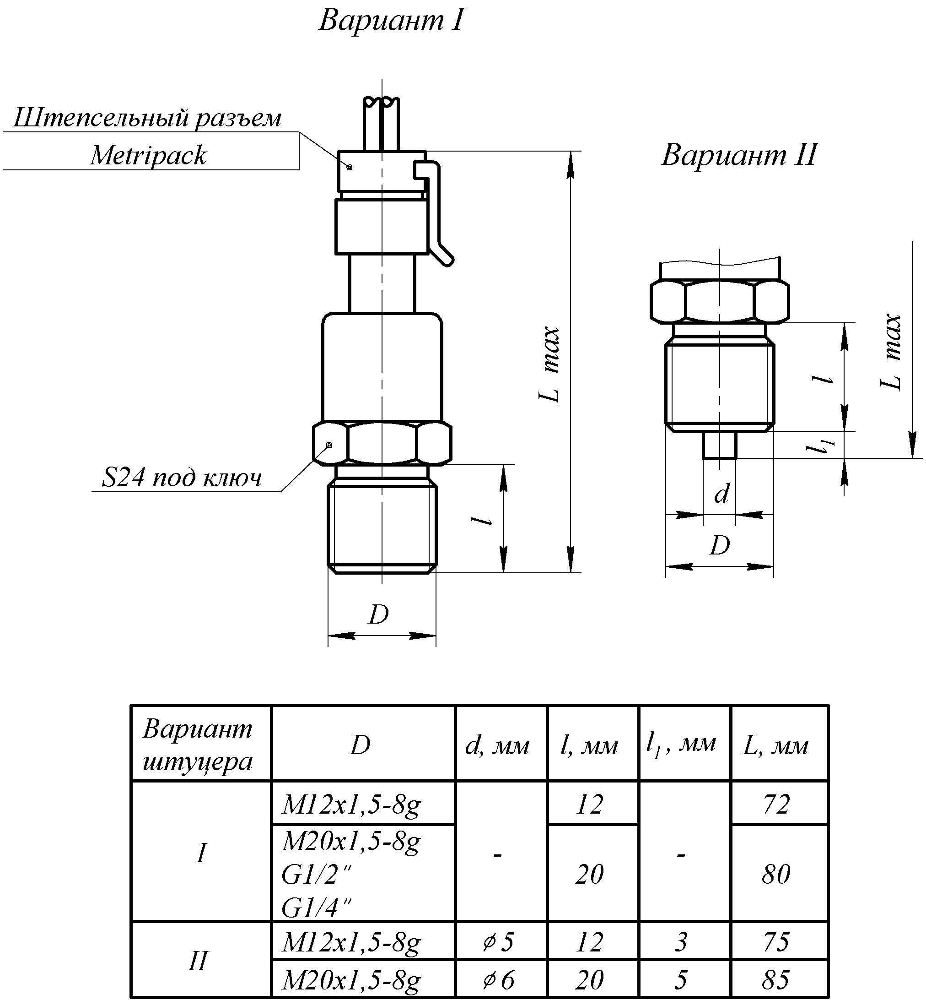 Вариант I
Штепсельный разъем
Metripack
Вариант II
L max
L max
l
l1
S24 под ключ
d
l
D
D
Вариант штуцера D d, мм l, мм l1, мм L, мм
I M12x1,5-8g - 12 - 72
M20x1,5-8g
G1/2" 20 80
G1/4"
II M12x1,5-8g ⌀5 12 3 75
M20x1,5-8g ⌀6 20 5 85